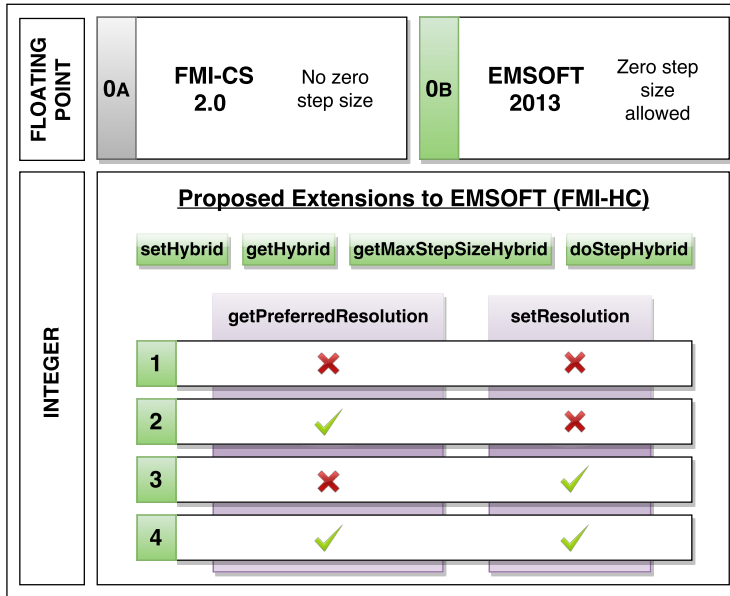 FLOATING
POINT
0A
FMI-CS
2.0
No zero
step size
0B
EMSOFT
2013
Zero step
size
allowed
INTEGER
Proposed Extensions to EMSOFT (FMI-HC)
setHybrid
getHybrid
getMaxStepSizeHybrid
doStepHybrid
getPreferredResolution
setResolution
1
2
3
4